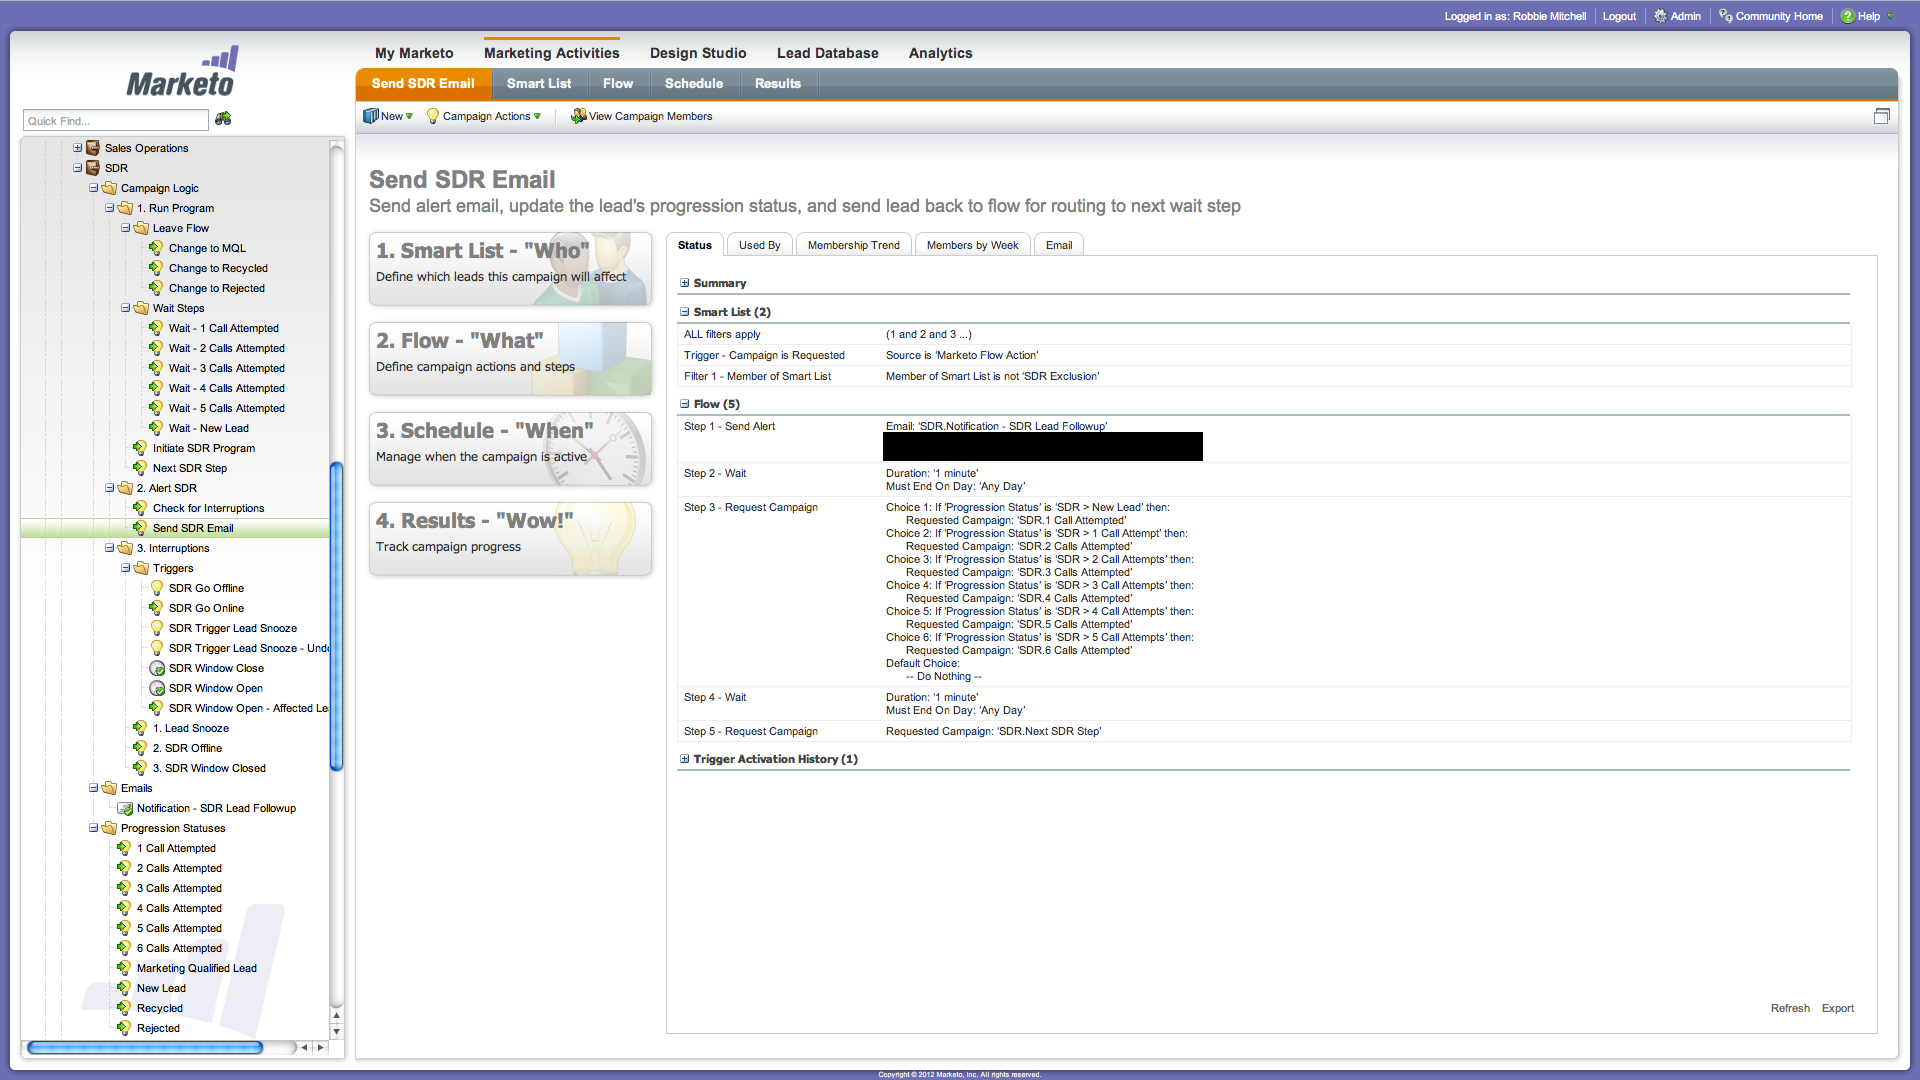 Logged in as: Robbie Mitchell
Logout
Admin
Community Home
Help
Marketo
My Marketo
Marketing Activities
Design Studio
Lead Database
Analytics
Send SDR Email
Smart List
Flow
Schedule
Results
Quick Find...
New
Campaign Actions
View Campaign Members
Sales Operations
SDR
Campaign Logic
1. Run Program
Leave Flow
Change to MQL
Change to Recycled
Change to Rejected
Wait Steps
Wait - 1 Call Attempted
Wait - 2 Calls Attempted
Wait - 3 Calls Attempted
Wait - 4 Calls Attempted
Wait - 5 Calls Attempted
Wait - New Lead
Initiate SDR Program
Next SDR Step
2. Alert SDR
Check for Interruptions
Send SDR Email
3. Interruptions
Triggers
SDR Go Offline
SDR Go Online
SDR Trigger Lead Snooze
SDR Trigger Lead Snooze - Undo
SDR Window Close
SDR Window Open
SDR Window Open - Affected Le
1. Lead Snooze
2. SDR Offline
3. SDR Window Closed
Emails
Notification - SDR Lead Followup
Progression Statuses
1 Call Attempted
2 Calls Attempted
3 Calls Attempted
4 Calls Attempted
5 Calls Attempted
6 Calls Attempted
Marketing Qualified Lead
New Lead
Recycled
Rejected
Send SDR Email
Send alert email, update the lead's progression status, and send lead back to flow for routing to next wait step
1. Smart List - "Who"
Define which leads this campaign will affect
2. Flow - "What"
Define campaign actions and steps
3. Schedule - "When"
Manage when the campaign is active
4. Results - "Wow!"
Track campaign progress
Status
Used By
Membership Trend
Members by Week
Email
Summary
Smart List (2)
ALL filters apply (1 and 2 and 3 ...)
Trigger - Campaign is Requested Source is 'Marketo Flow Action'
Filter 1 - Member of Smart List Member of Smart List is not 'SDR Exclusion'
Flow (5)
Step 1 - Send Alert Email: 'SDR.Notification - SDR Lead Followup'
Step 2 - Wait Duration: '1 minute'
Must End On Day: 'Any Day'
Step 3 - Request Campaign Choice 1: If 'Progression Status' is 'SDR > New Lead' then:
Requested Campaign: 'SDR.1 Call Attempted'
Choice 2: If 'Progression Status' is 'SDR > 1 Call Attempt' then:
Requested Campaign: 'SDR.2 Calls Attempted'
Choice 3: If 'Progression Status' is 'SDR > 2 Call Attempts' then:
Requested Campaign: 'SDR.3 Calls Attempted'
Choice 4: If 'Progression Status' is 'SDR > 3 Call Attempts' then:
Requested Campaign: 'SDR.4 Calls Attempted'
Choice 5: If 'Progression Status' is 'SDR > 4 Call Attempts' then:
Requested Campaign: 'SDR.5 Calls Attempted'
Choice 6: If 'Progression Status' is 'SDR > 5 Call Attempts' then:
Requested Campaign: 'SDR.6 Calls Attempted'
Default Choice:
-- Do Nothing --
Step 4 - Wait Duration: '1 minute'
Must End On Day: 'Any Day'
Step 5 - Request Campaign Requested Campaign: 'SDR.Next SDR Step'
Trigger Activation History (1)
Refresh
Export
Copyright © 2012 Marketo, Inc. All rights reserved.